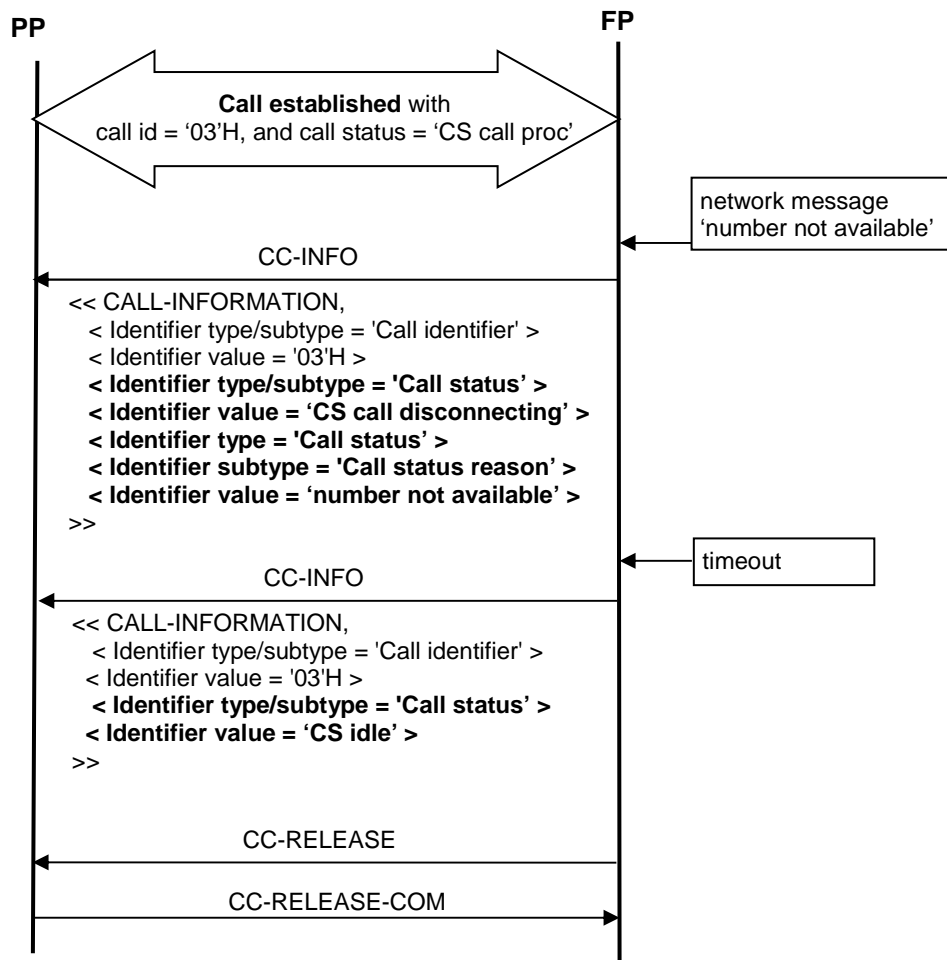 PP
FP
Call established with
call id = ‘03’H, and call status = ‘CS call proc’
network message
‘number not available’
CC-INFO
<< CALL-INFORMATION,
< Identifier type/subtype = 'Call identifier' >
< Identifier value = '03'H >
< Identifier type/subtype = 'Call status’ >
< Identifier value = ‘CS call disconnecting’ >
< Identifier type = 'Call status’ >
< Identifier subtype = 'Call status reason’ >
< Identifier value = ‘number not available’ >
>>
timeout
CC-INFO
<< CALL-INFORMATION,
< Identifier type/subtype = 'Call identifier' >
< Identifier value = '03'H >
< Identifier type/subtype = 'Call status’ >
< Identifier value = ‘CS idle’ >
>>
CC-RELEASE
CC-RELEASE-COM